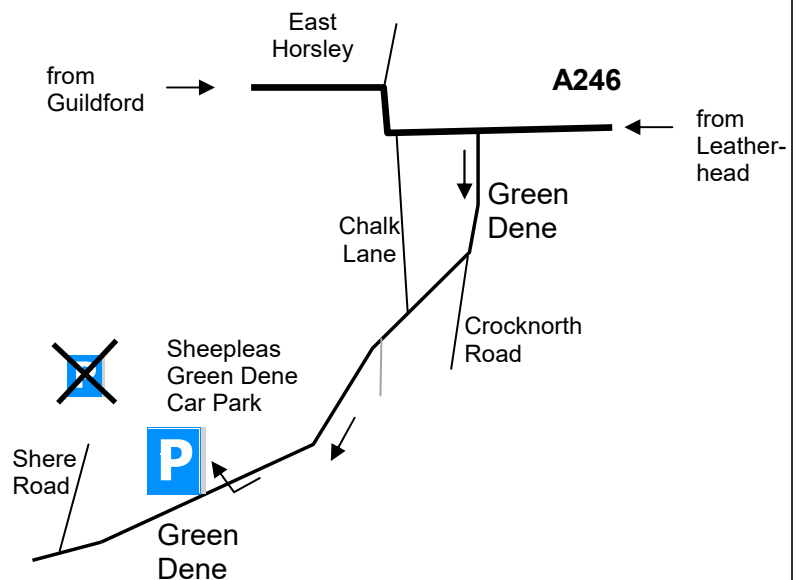 East
Horsley
from
Guildford
A246
from
Leather-
head
Green
Dene
Chalk
Lane
Crocknorth
Road
Sheepleas
Green Dene
Car Park
P
P
Shere
Road
Green
Dene